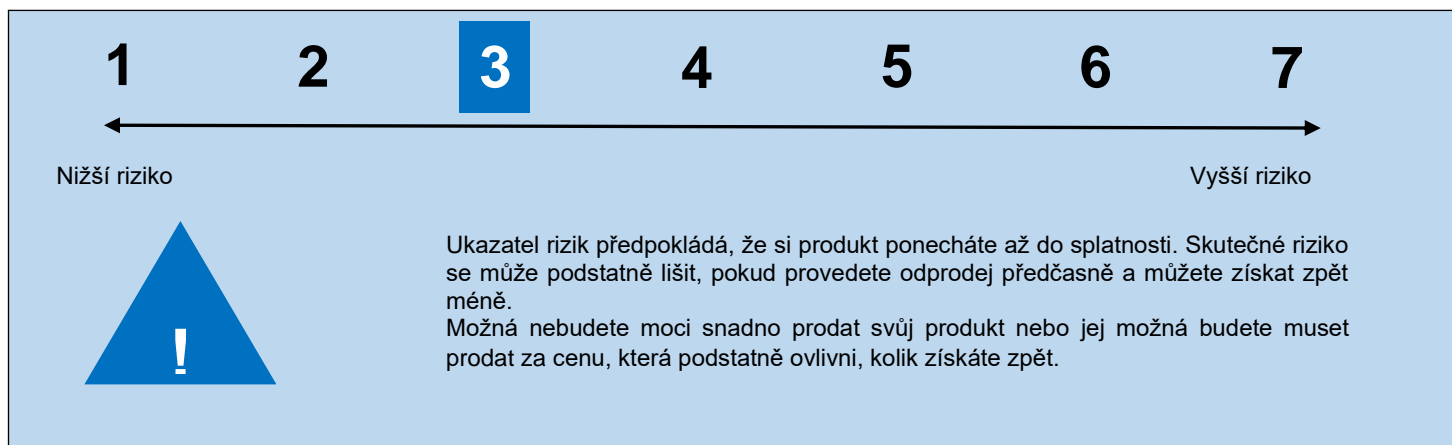 1 2 3 4 5 6 7
Nižší riziko Vyšší riziko
Ukazatel rizik předpokládá, že si produkt ponecháte až do splatnosti. Skutečné riziko
se může podstatně lišit, pokud provedete odprodej předčasně a můžete získat zpět
méně.
Možná nebudete moci snadno prodat svůj produkt nebo jej možná budete muset
prodat za cenu, která podstatně ovlivni, kolik získáte zpět.
!